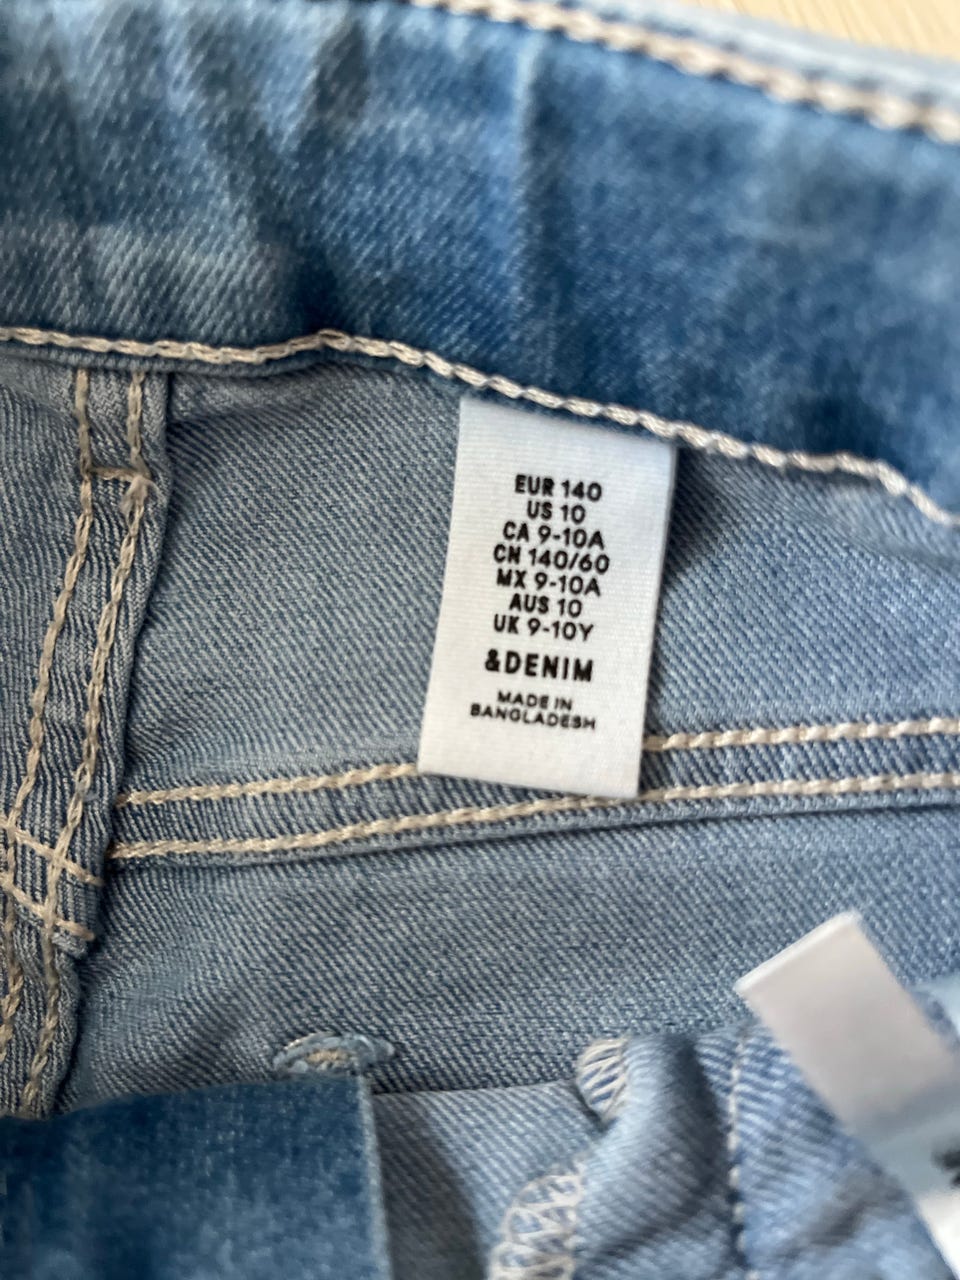 EUR 140
US 10
CA 9-10A
CN 140/60
MX 9-10A
AUS 10
UK 9-10Y
&DENIM
MADE IN
BANGLADESH